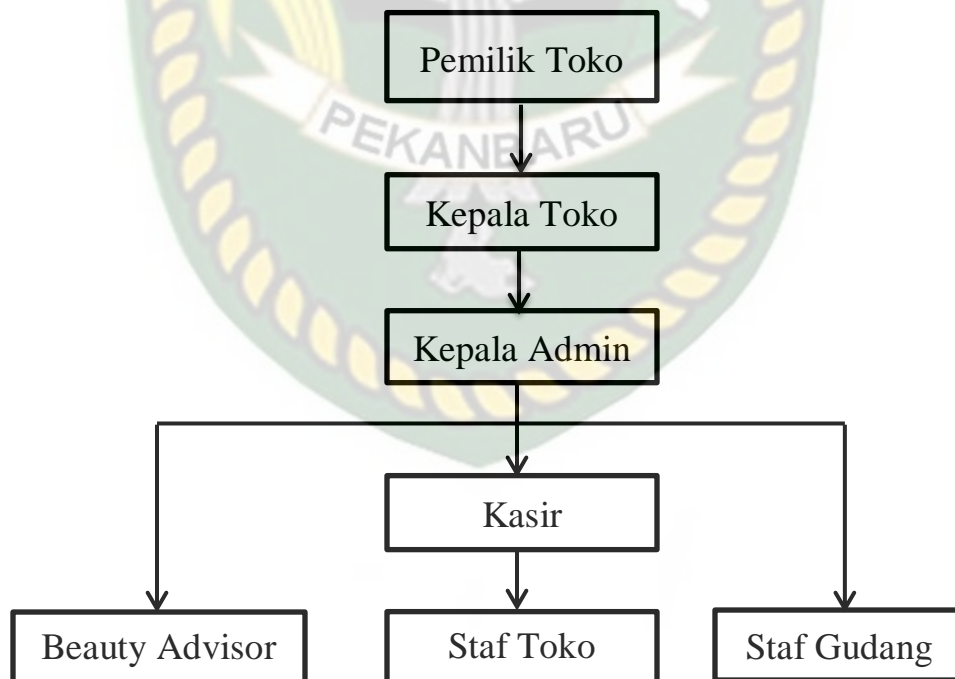 Pemilik Toko
PEKANBARU
Kepala Toko
Kepala Admin
Kasir
Beauty Advisor
Staf Toko
Staf Gudang